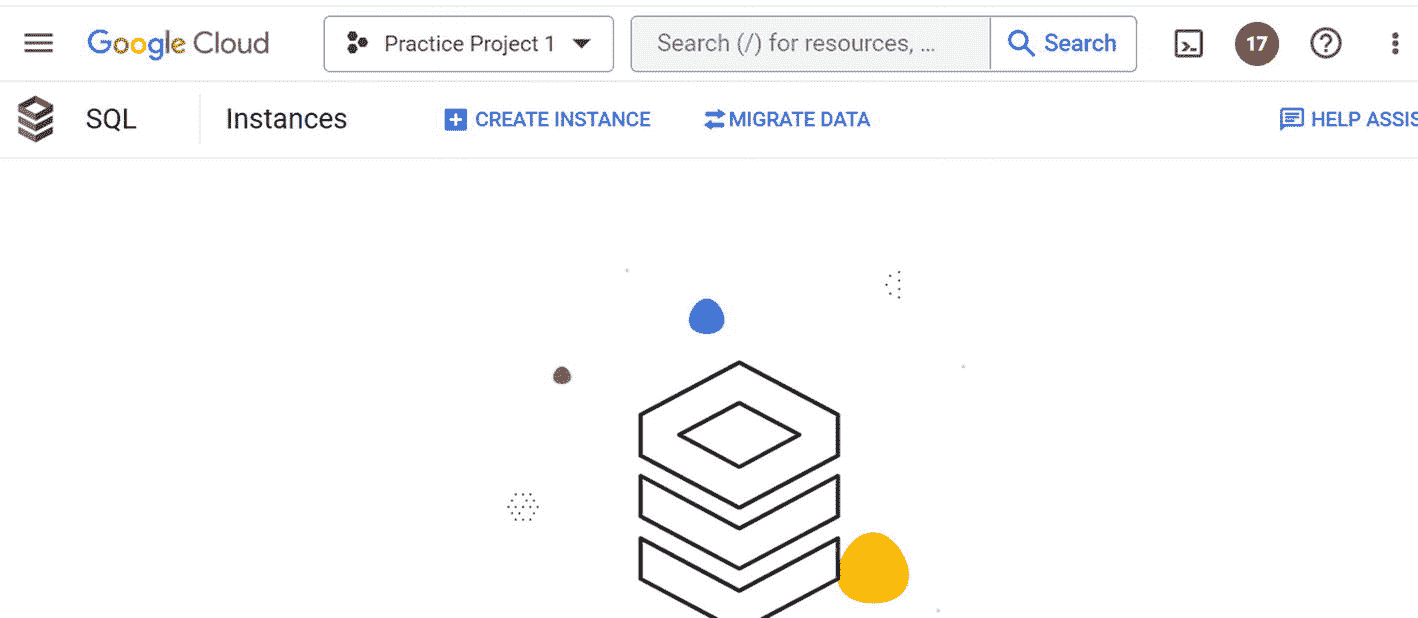 Google Cloud Practice Project 1 Search (/) for resources, ... Search 17
SQL Instances CREATE INSTANCE MIGRATE DATA HELP ASSIS